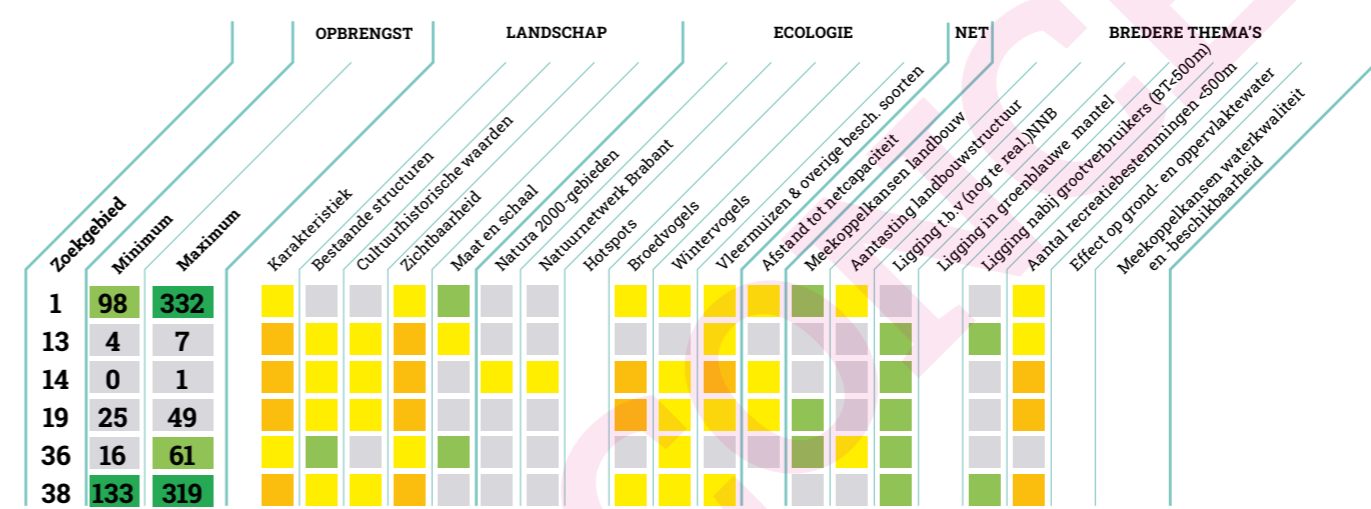 OPBRENGST LANDSCHAP ECOLOGIE NET BREDERE THEMA'S
Zoekgebied
Minimum
Maximum
Karakteristiek
Bestaande structuren
Cultuurhistorische waarden
Zichtbaarheid
Maat en schaal
Natura 2000-gebieden
Natuurnetwerk Brabant
Hotspots
Broedvogels
Wintervogels
Vleermuizen & overige besch. soorten
Afstand tot netcapaciteit
Meekoppelkansen landbouw
Aantasting landbouwstructuur
Ligging t.b.v (nog te real.)NNB
Ligging in groenblauwe mantel
Ligging nabij grootverbruikers (BT<500m)
Aantal recreatiebestemmingen <500m
Effect op grond- en oppervlaktewater
Meekoppelkansen waterkwaliteit
en -beschikbaarheid
1 98 332
13 4 7
14 0 1
19 25 49
36 16 61
38 133 319